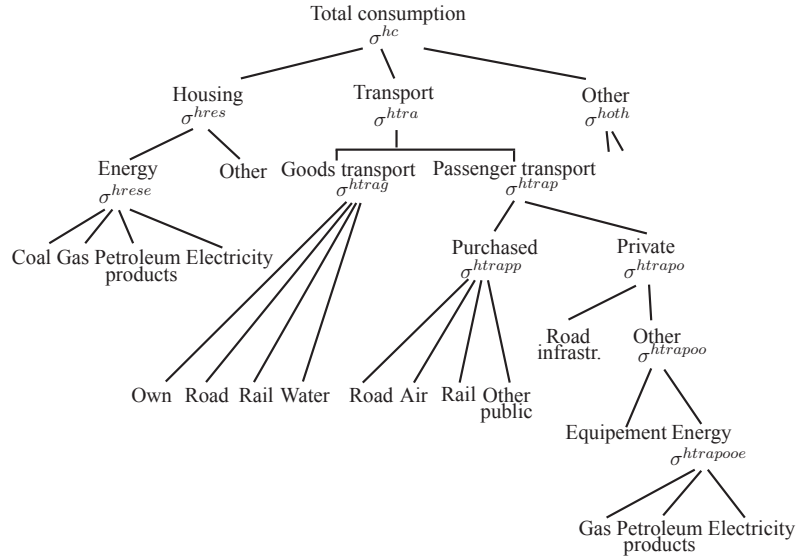 Total consumption
σ^{hc}
Housing Transport Other
σ^{hres} σ^{htra} σ^{hoth}
Energy Other Goods transport Passenger transport
σ^{hrese} σ^{htrag} σ^{htrap}
Coal Gas Petroleum Electricity
products
Purchased Private
σ^{htrapp} σ^{htrapo}
Road Other
infrastr. σ^{htrapoo}
Own Road Rail Water Road Air Rail Other
public
Equipement Energy
σ^{htrapooe}
Gas Petroleum Electricity
products